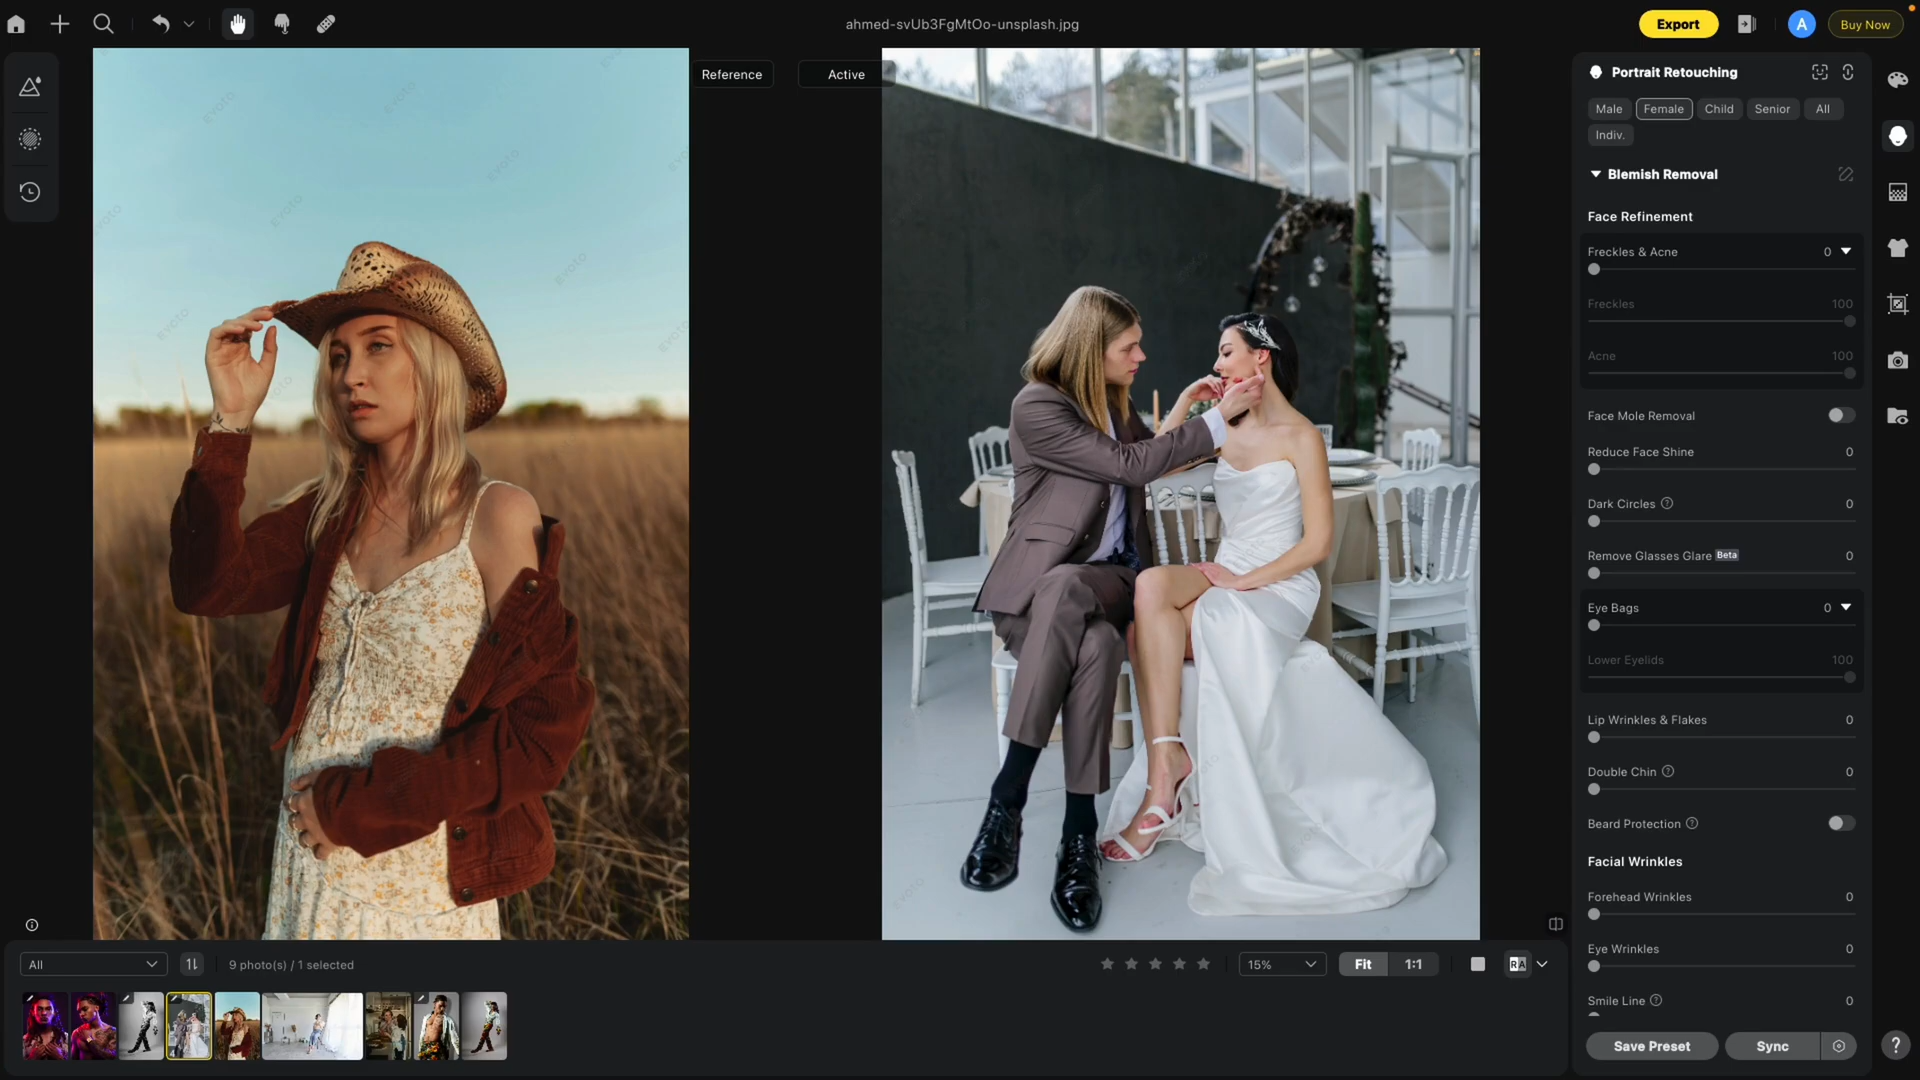 ahmed-svUb3FgMtOo-unsplash.jpg
Export
A
Buy Now
Reference
Active
Portrait Retouching
Male
Female
Child
Senior
All
Indiv.
Blemish Removal
Face Refinement
Freckles & Acne 0
Freckles 100
Acne 100
Face Mole Removal
Reduce Face Shine 0
Dark Circles ? 0
Remove Glasses Glare Beta 0
Eye Bags 0
Lower Eyelids 100
Lip Wrinkles & Flakes 0
Double Chin ? 0
Beard Protection ?
Facial Wrinkles
Forehead Wrinkles 0
Eye Wrinkles 0
Smile Line ? 0
Save Preset
Sync
?
All
9 photo(s) / 1 selected
15%
Fit
1:1
RA
EVOTO